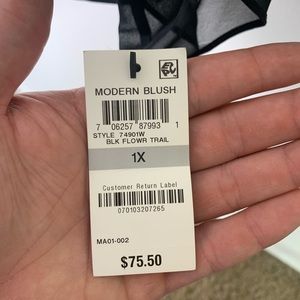 MODERN BLUSH
7 06257 87993 1
STYLE 74901W
BLK FLOWR TRAIL
1X
Customer Return Label
070103207265
MA01-002
$75.50